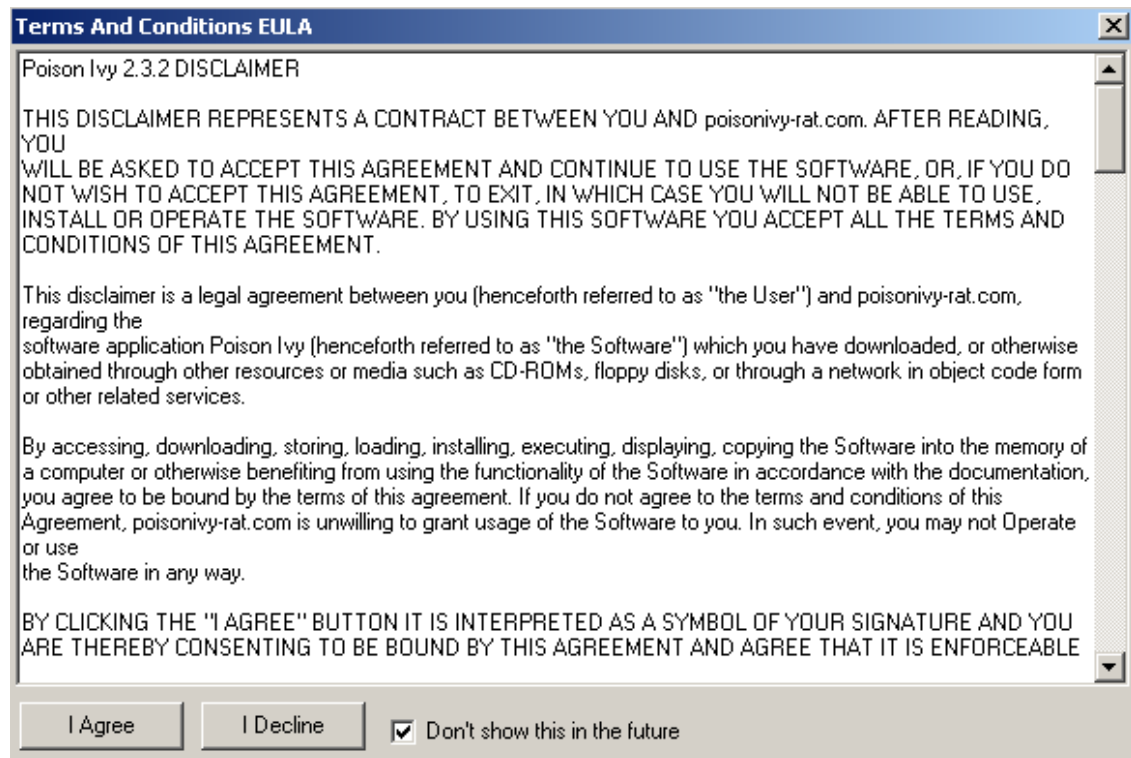 Terms And Conditions EULA
Poison Ivy 2.3.2 DISCLAIMER
THIS DISCLAIMER REPRESENTS A CONTRACT BETWEEN YOU AND poisonivy-rat.com. AFTER READING,
YOU
WILL BE ASKED TO ACCEPT THIS AGREEMENT AND CONTINUE TO USE THE SOFTWARE, OR, IF YOU DO
NOT WISH TO ACCEPT THIS AGREEMENT, TO EXIT, IN WHICH CASE YOU WILL NOT BE ABLE TO USE,
INSTALL OR OPERATE THE SOFTWARE. BY USING THIS SOFTWARE YOU ACCEPT ALL THE TERMS AND
CONDITIONS OF THIS AGREEMENT.
This disclaimer is a legal agreement between you (henceforth referred to as "the User") and poisonivy-rat.com,
regarding the
software application Poison Ivy (henceforth referred to as "the Software") which you have downloaded, or otherwise
obtained through other resources or media such as CD-ROMs, floppy disks, or through a network in object code form
or other related services.
By accessing, downloading, storing, loading, installing, executing, displaying, copying the Software into the memory of
a computer or otherwise benefiting from using the functionality of the Software in accordance with the documentation,
you agree to be bound by the terms of this agreement. If you do not agree to the terms and conditions of this
Agreement, poisonivy-rat.com is unwilling to grant usage of the Software to you. In such event, you may not Operate
or use
the Software in any way.
BY CLICKING THE "I AGREE" BUTTON IT IS INTERPRETED AS A SYMBOL OF YOUR SIGNATURE AND YOU
ARE THEREBY CONSENTING TO BE BOUND BY THIS AGREEMENT AND AGREE THAT IT IS ENFORCEABLE
I Agree
I Decline
Don't show this in the future